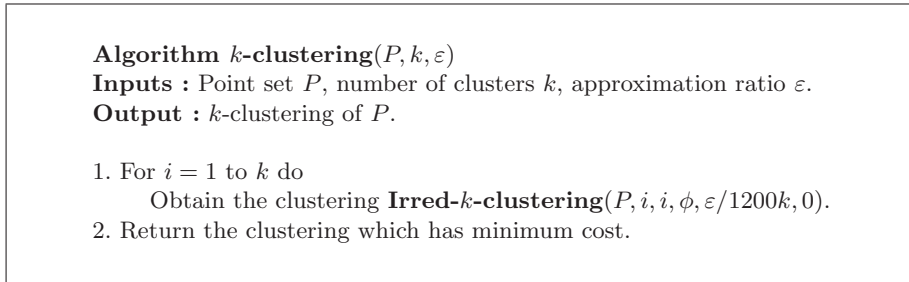 Algorithm k-clustering(P, k, ε)
Inputs : Point set P, number of clusters k, approximation ratio ε.
Output : k-clustering of P.
1. For i = 1 to k do
Obtain the clustering Irred-k-clustering(P, i, i, ϕ, ε/1200k, 0).
2. Return the clustering which has minimum cost.